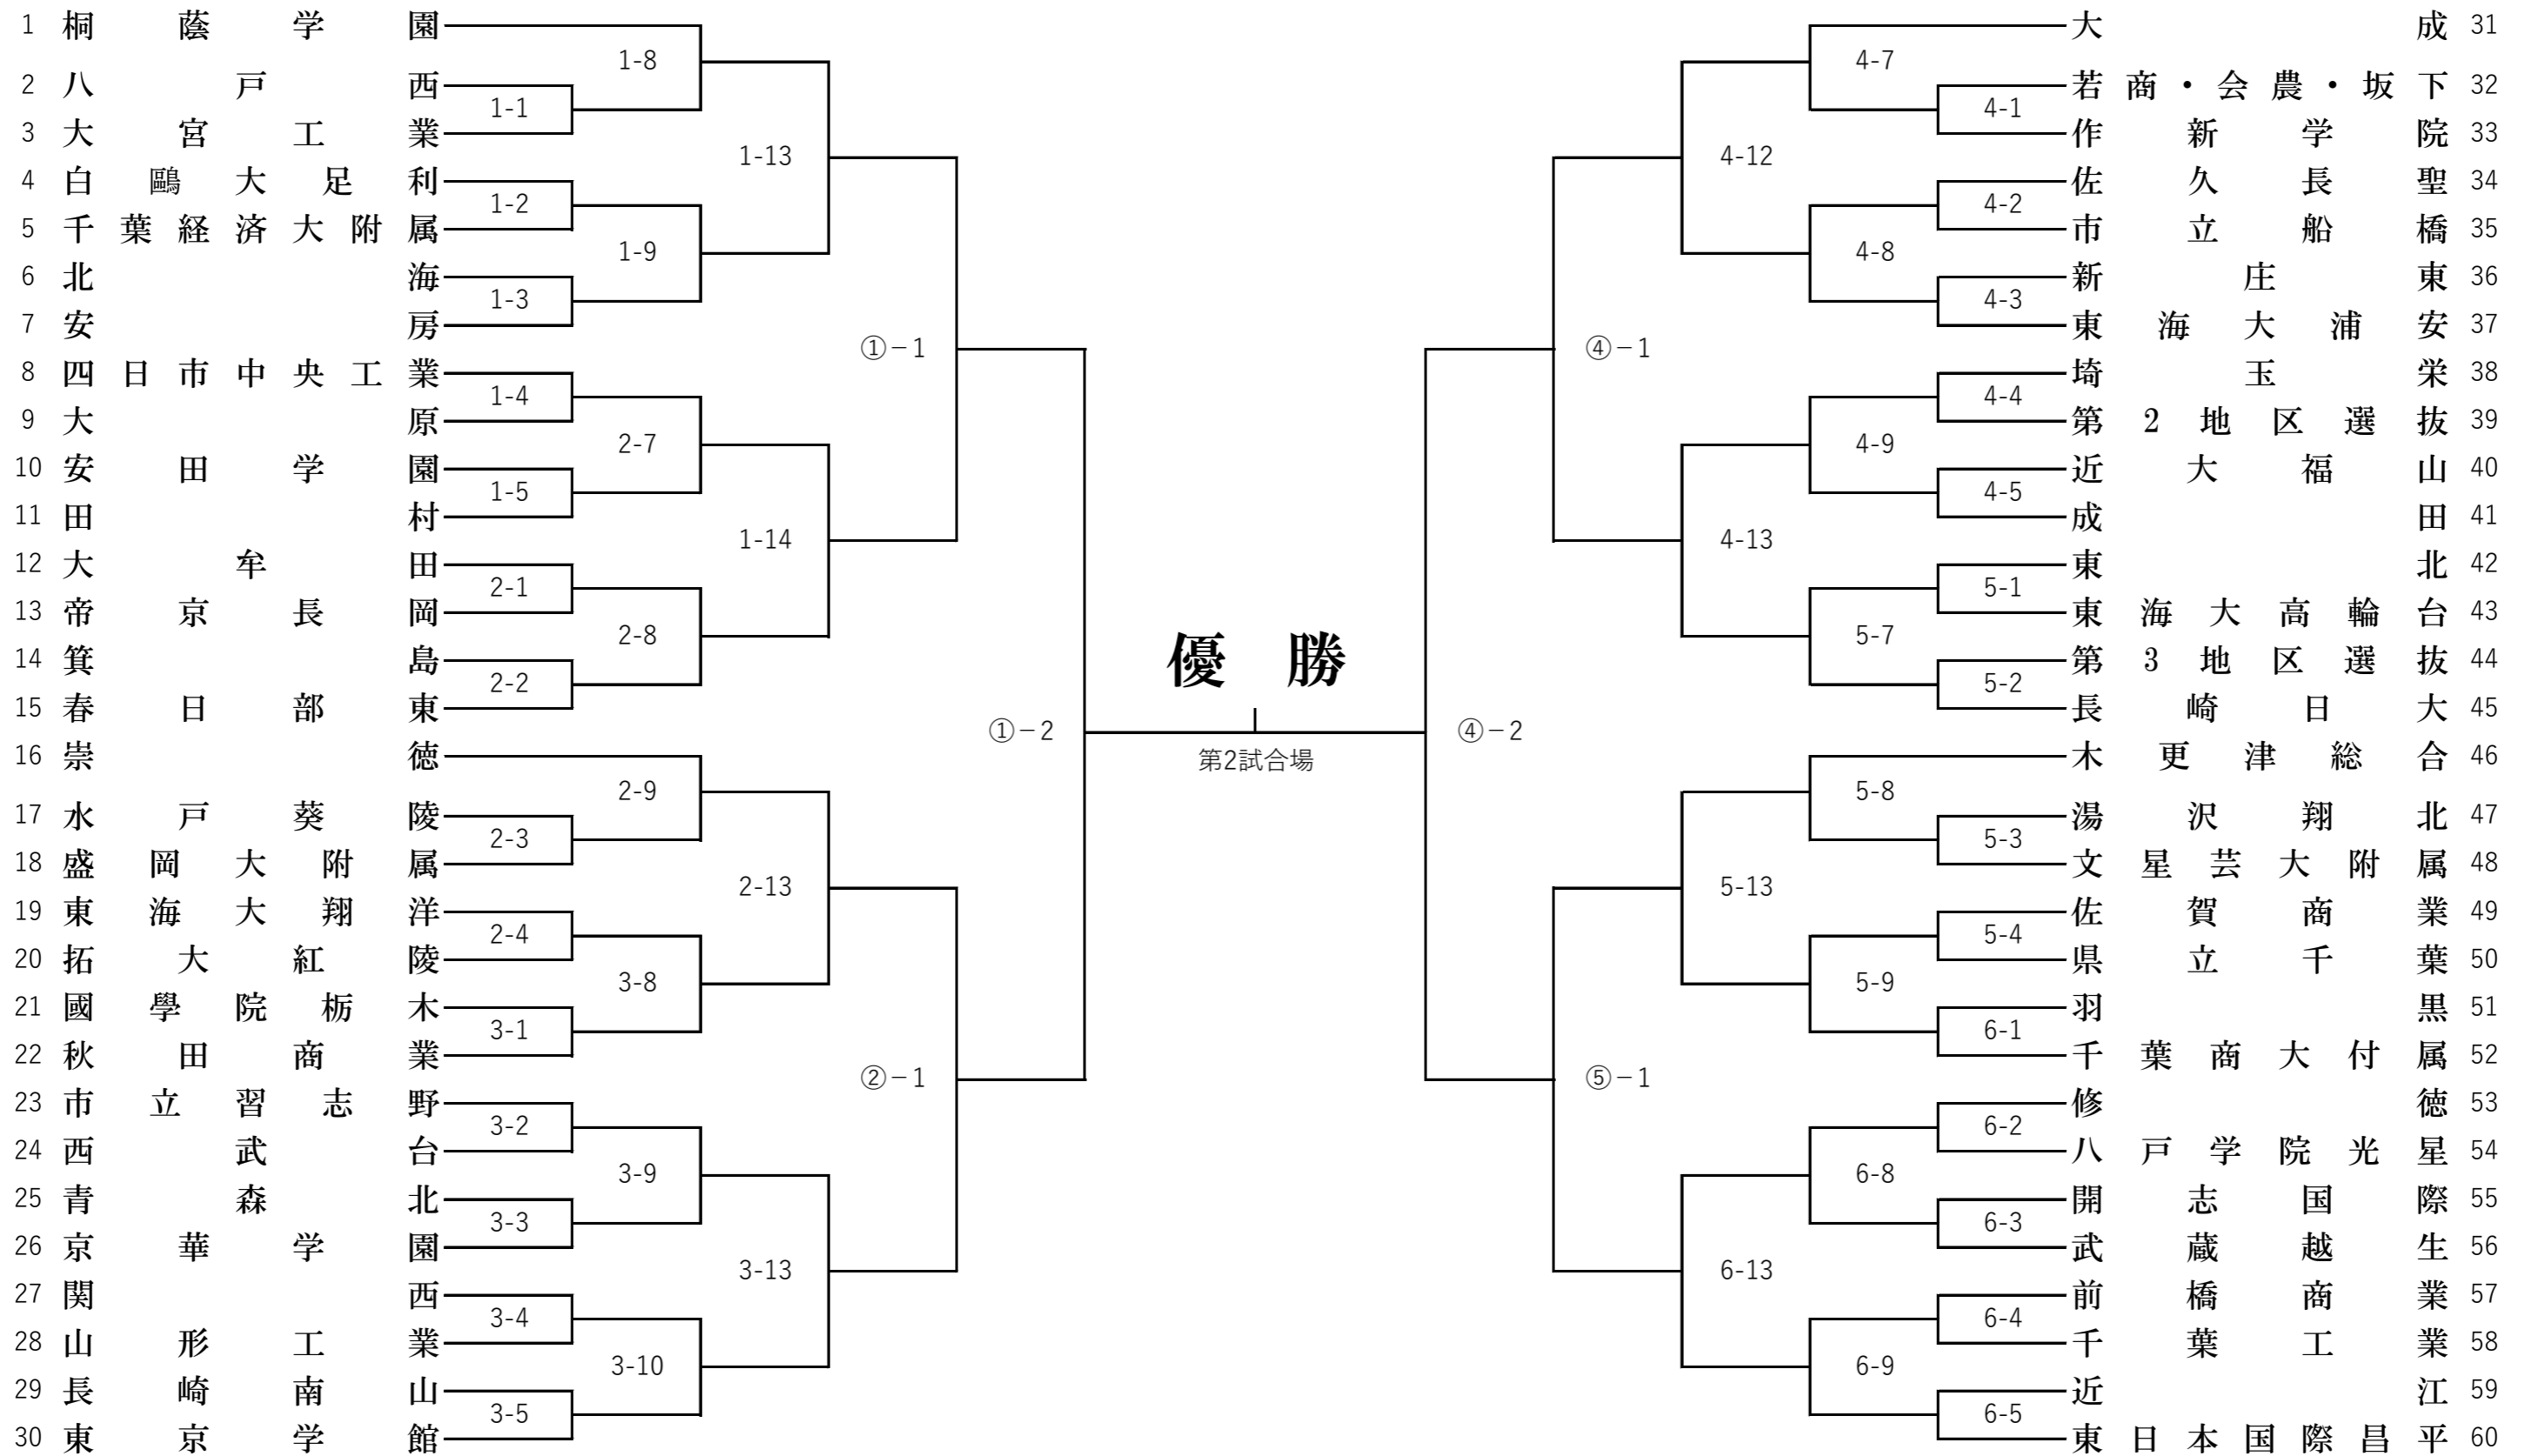 1 桐蔭学園
2 八戸西
3 大宮工業
4 白鷗大足利
5 千葉経済大附属
6 北海
7 安房
8 四日市中央工業
9 大原
10 安田学園
11 田村
12 大牟田
13 帝京長岡
14 箕島
15 春日部東
16 崇徳
17 水戸葵陵
18 盛岡大附属
19 東海大翔洋
20 拓大紅陵
21 國學院栃木
22 秋田商業
23 市立習志野
24 西武台
25 青森北
26 京華学園
27 関西
28 山形工業
29 長崎南山
30 東京学館
1-1
1-2
1-3
1-4
1-5
2-1
2-2
2-3
2-4
3-1
3-2
3-3
3-4
3-5
1-8
1-9
2-7
2-8
2-9
3-8
3-9
3-10
1-13
1-14
2-13
3-13
①－1
②－1
①－2
優勝
第2試合場
④－2
④－1
⑤－1
4-12
4-13
5-13
6-13
4-7
4-8
4-9
5-7
5-8
5-9
6-8
6-9
4-1
4-2
4-3
4-4
4-5
5-1
5-2
5-3
5-4
6-1
6-2
6-3
6-4
6-5
大成 31
若商・会農・坂下 32
作新学院 33
佐久長聖 34
市立船橋 35
新庄東 36
東海大浦安 37
埼玉栄 38
第2地区選抜 39
近大福山 40
成田 41
東北 42
東海大高輪台 43
第3地区選抜 44
長崎日大 45
木更津総合 46
湯沢翔北 47
文星芸大附属 48
佐賀商業 49
県立千葉 50
羽黒 51
千葉商大付属 52
修徳 53
八戸学院光星 54
開志国際 55
武蔵越生 56
前橋商業 57
千葉工業 58
近江 59
東日本国際昌平 60